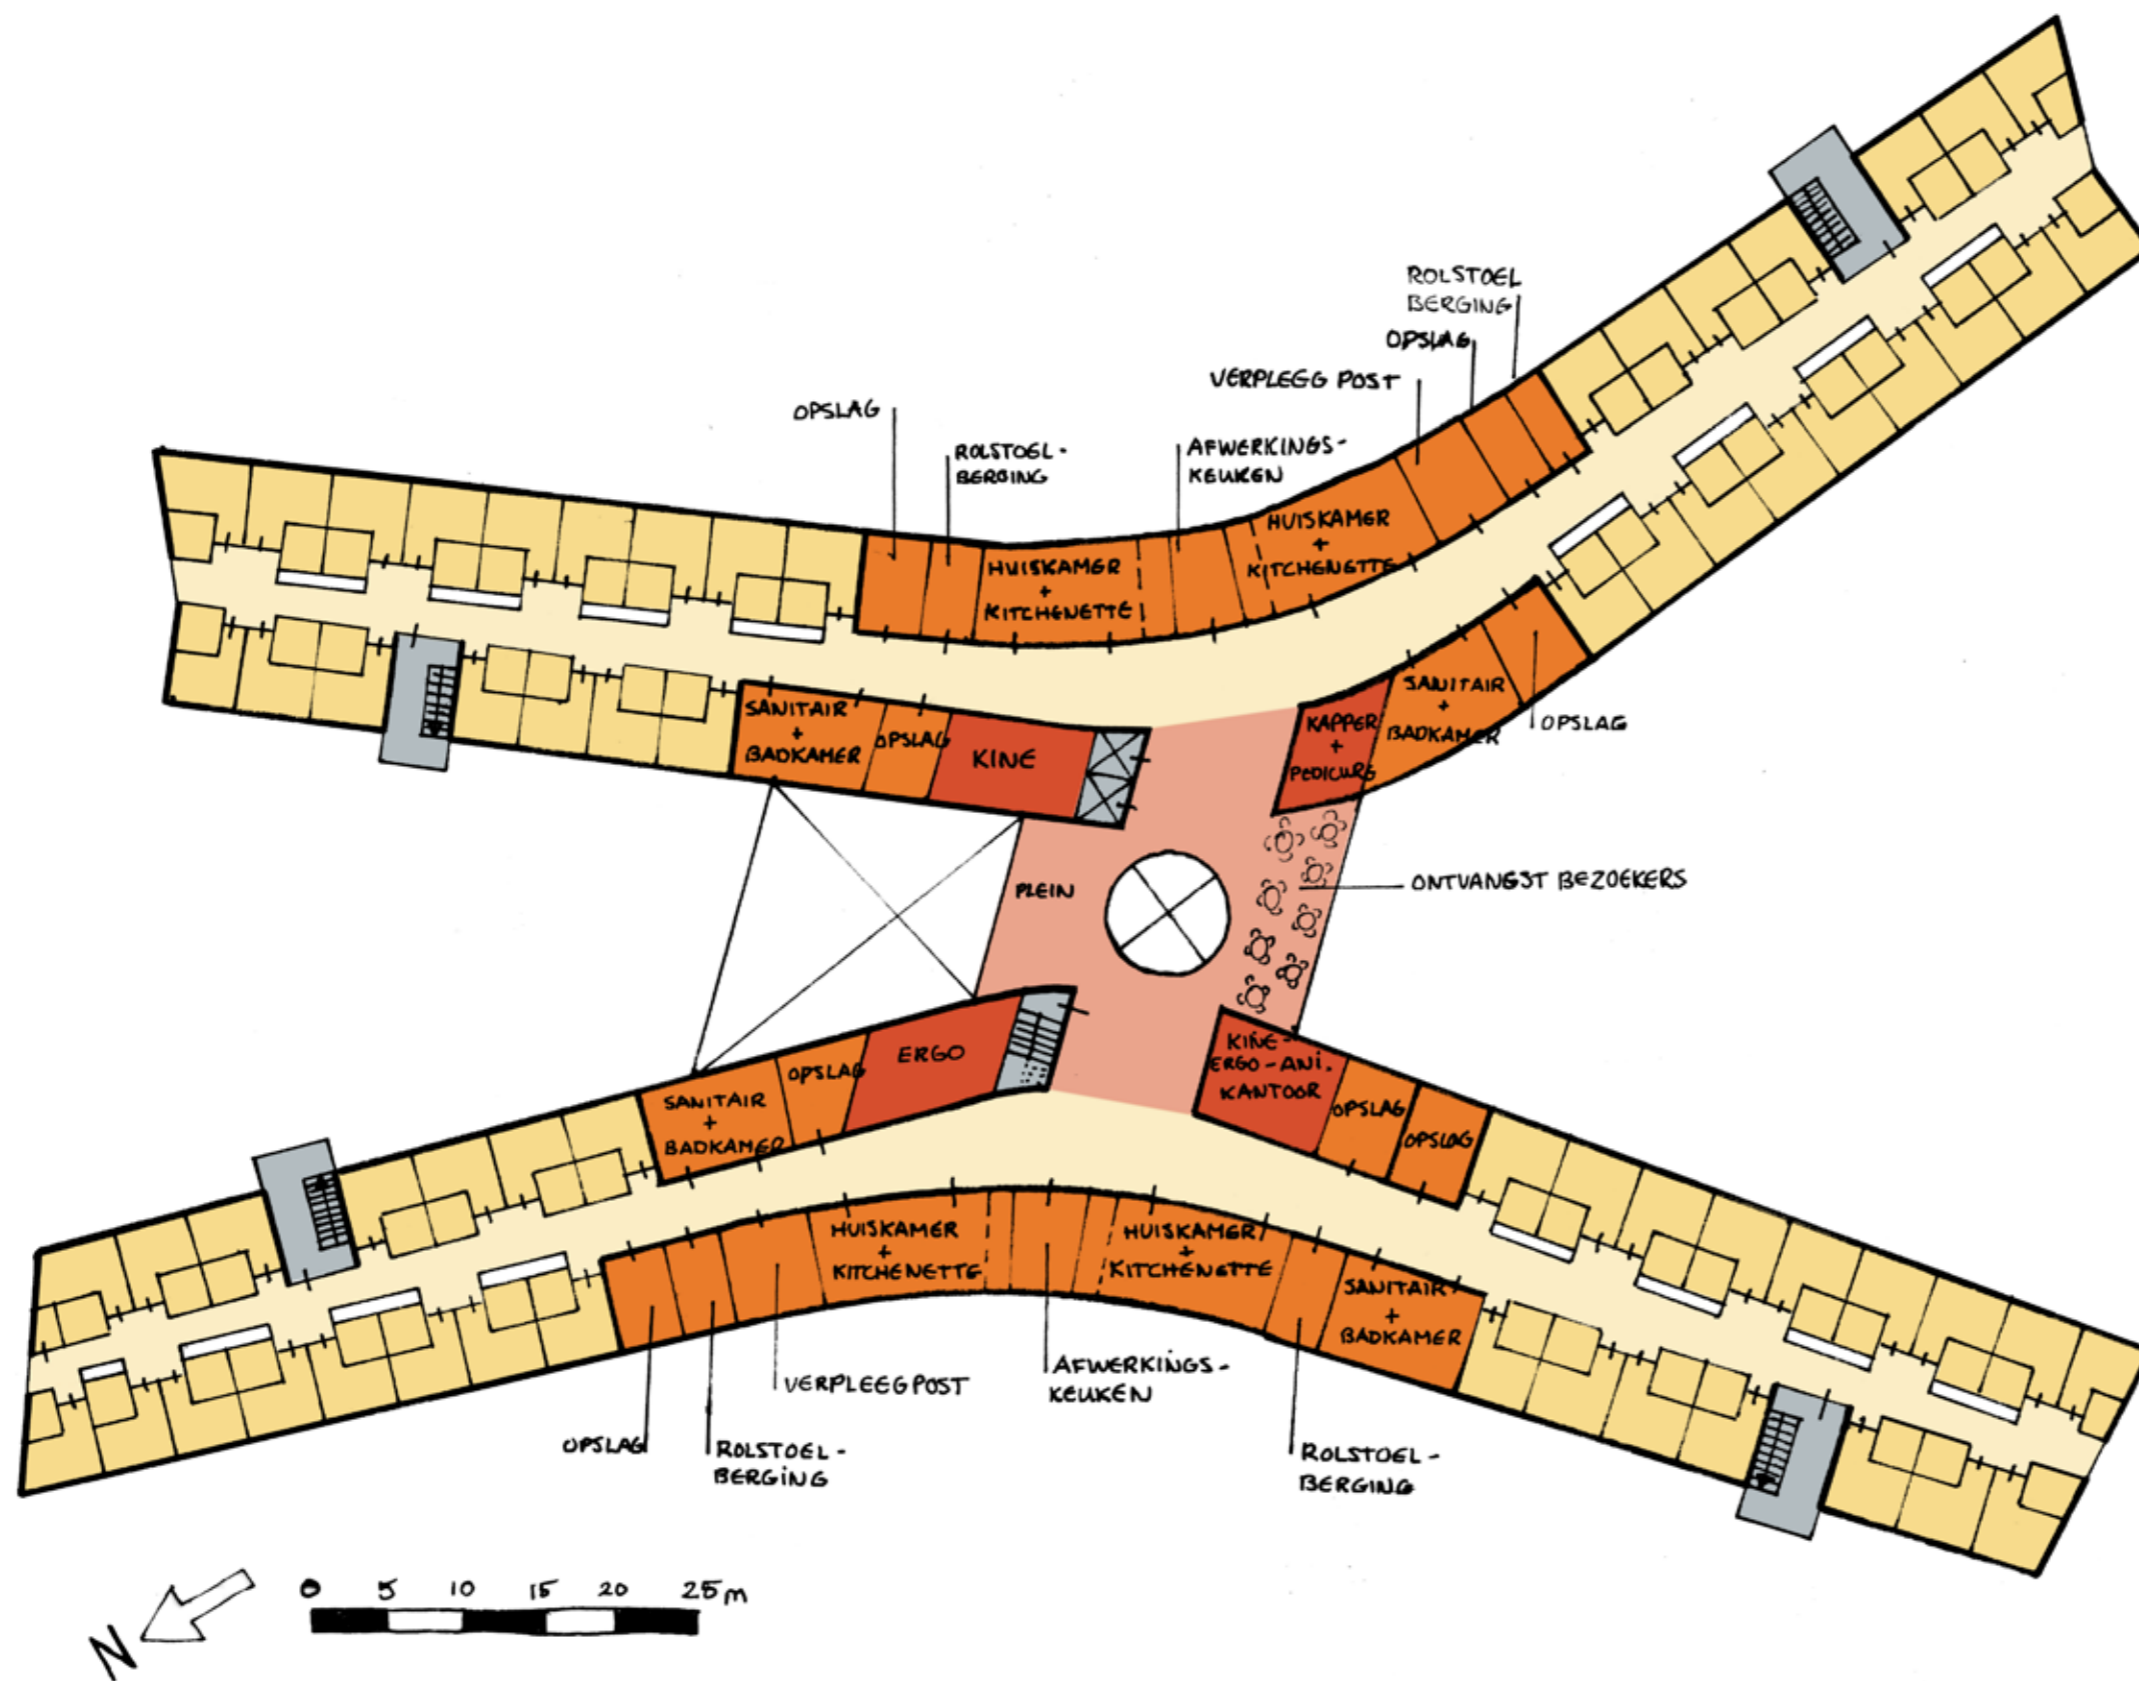 ROLSTOEL
BERGING
OPSLAG
VERPLEGG POST
OPSLAG
ROLSTOEL-
BERGING
AFWERKINGS-
KEUKEN
HUISKAMER
+
KITCHENETTE
HUISKAMER
+
KITCHENETTE
SANITAIR
+
BADKAMER
OPSLAG
KINE
KAPPER
+
PEDICURE
SANITAIR
+
BADKAMER
OPSLAG
PLEIN
ONTVANGST BEZOEKERS
SANITAIR
+
BADKAMER
OPSLAG
ERGO
KINE-
ERGO-ANI.
KANTOOR
OPSLAG
OPSLAG
HUISKAMER
+
KITCHENETTE
HUISKAMER
+
KITCHENETTE
SANITAIR
+
BADKAMER
OPSLAG
ROLSTOEL-
BERGING
VERPLEEGPOST
AFWERKINGS-
KEUKEN
ROLSTOEL-
BERGING
N
0 5 10 15 20 25m